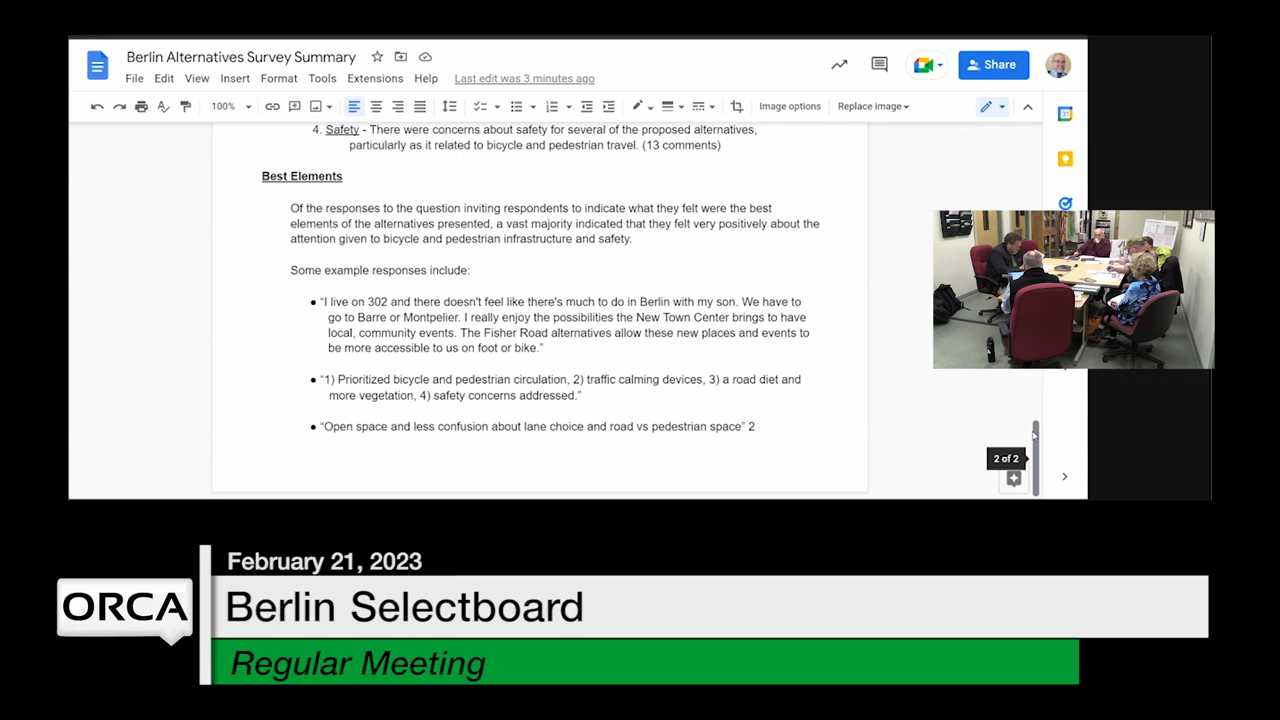 Berlin Alternatives Survey Summary
File Edit View Insert Format Tools Extensions Help Last edit was 3 minutes ago
Share
100%
Image options
Replace image
31
4. Safety - There were concerns about safety for several of the proposed alternatives,
particularly as it related to bicycle and pedestrian travel. (13 comments)
Best Elements
Of the responses to the question inviting respondents to indicate what they felt were the best
elements of the alternatives presented, a vast majority indicated that they felt very positively about the
attention given to bicycle and pedestrian infrastructure and safety.
Some example responses include:
● “I live on 302 and there doesn't feel like there's much to do in Berlin with my son. We have to
go to Barre or Montpelier. I really enjoy the possibilities the New Town Center brings to have
local, community events. The Fisher Road alternatives allow these new places and events to
be more accessible to us on foot or bike.”
● “1) Prioritized bicycle and pedestrian circulation, 2) traffic calming devices, 3) a road diet and
more vegetation, 4) safety concerns addressed.”
● “Open space and less confusion about lane choice and road vs pedestrian space” 2
2 of 2
February 21, 2023
ORCA
Berlin Selectboard
Regular Meeting